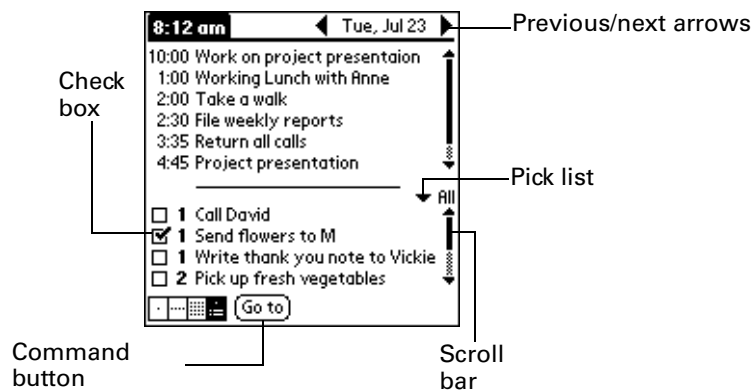 8:12 am
Tue, Jul 23
Previous/next arrows
10:00 Work on project presentaion
1:00 Working Lunch with Anne
2:00 Take a walk
2:30 File weekly reports
3:35 Return all calls
4:45 Project presentation
Check
box
Pick list
All
1 Call David
1 Send flowers to M
1 Write thank you note to Vickie
2 Pick up fresh vegetables
Go to
Command
button
Scroll
bar